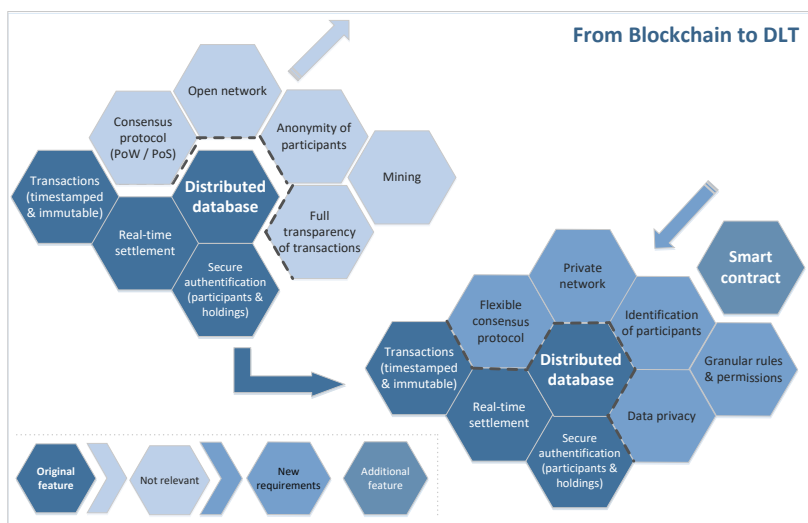 From Blockchain to DLT
Open network
Consensus
protocol
(PoW / PoS)
Anonymity of
participants
Mining
Transactions
(timestamped
& immutable)
Distributed
database
Real-time
settlement
Full
transparency
of transactions
Secure
authentification
(participants &
holdings)
Smart
contract
Private
network
Flexible
consensus
protocol
Identification
of participants
Transactions
(timestamped
& immutable)
Distributed
database
Granular rules
& permissions
Real-time
settlement
Data privacy
Secure
authentification
(participants &
holdings)
Original
feature
Not relevant
New
requirements
Additional
feature